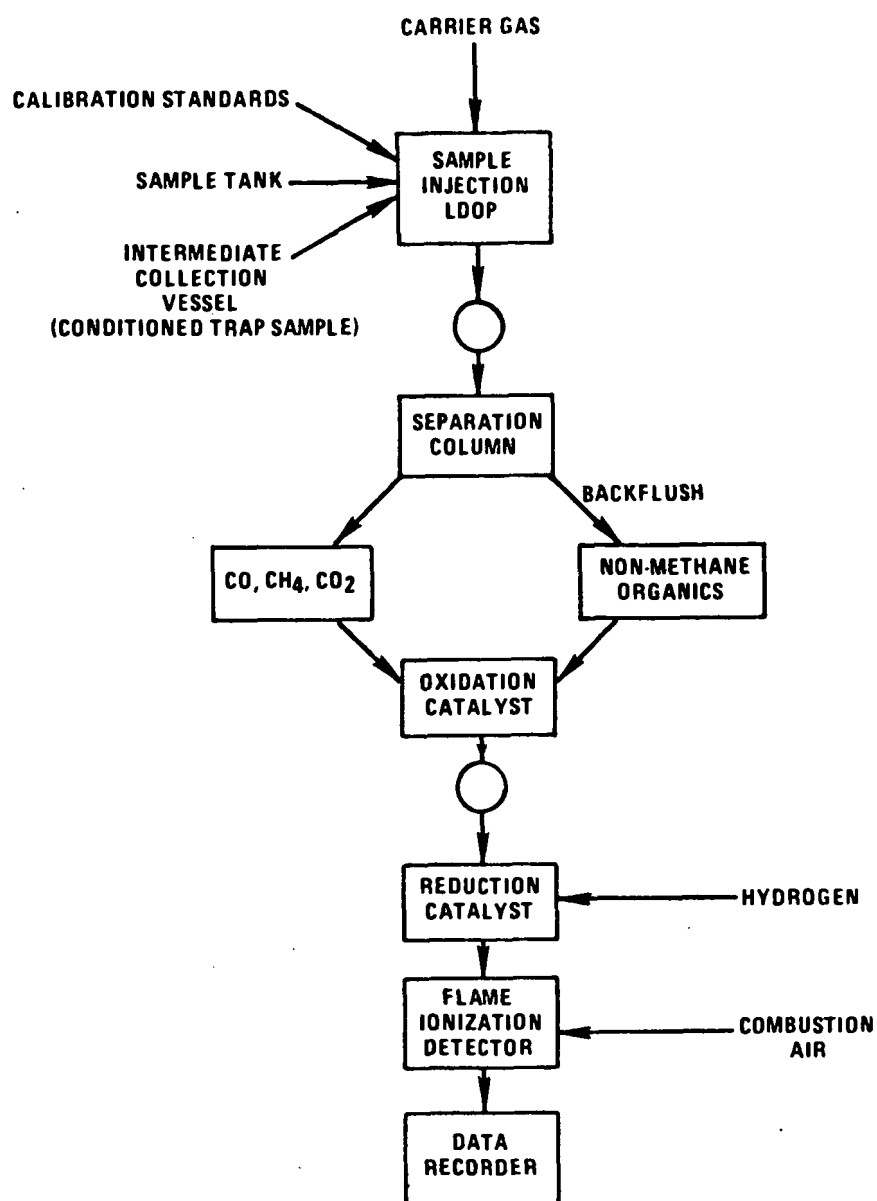 CARRIER GAS
CALIBRATION STANDARDS
SAMPLE
INJECTION
LDOP
SAMPLE TANK
INTERMEDIATE
COLLECTION
VESSEL
(CONDITIONED TRAP SAMPLE)
SEPARATION
COLUMN
BACKFLUSH
CO, CH4, CO2
NON-METHANE
ORGANICS
OXIDATION
CATALYST
REDUCTION
CATALYST
HYDROGEN
FLAME
IONIZATION
DETECTOR
COMBUSTION
AIR
DATA
RECORDER